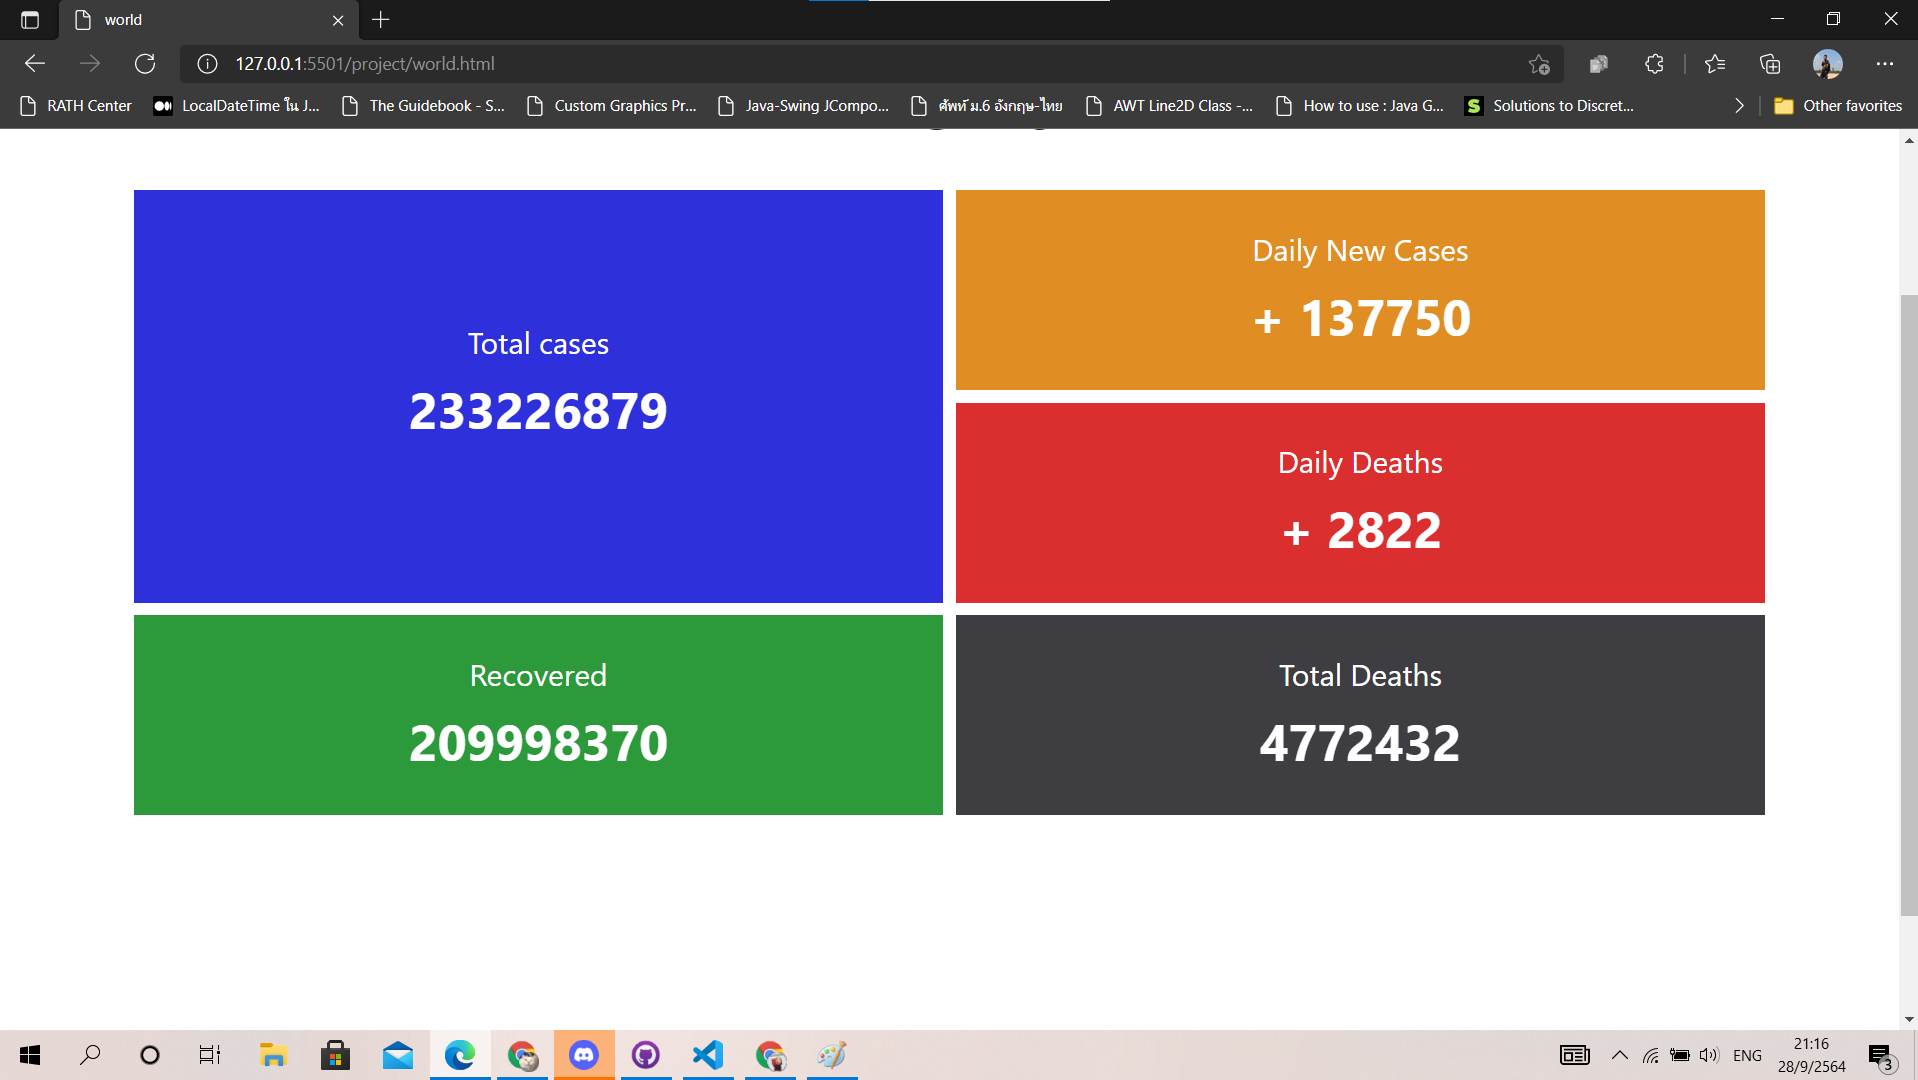 world
127.0.0.1:5501/project/world.html
RATH Center
LocalDateTime ใน J...
The Guidebook - S...
Custom Graphics Pr...
Java-Swing JCompo...
ศัพท์ ม.6 อังกฤษ-ไทย
AWT Line2D Class -...
How to use : Java G...
S
Solutions to Discret...
Other favorites
Total cases
233226879
Daily New Cases
+ 137750
Daily Deaths
+ 2822
Recovered
209998370
Total Deaths
4772432
ENG
21:16
28/9/2564
3